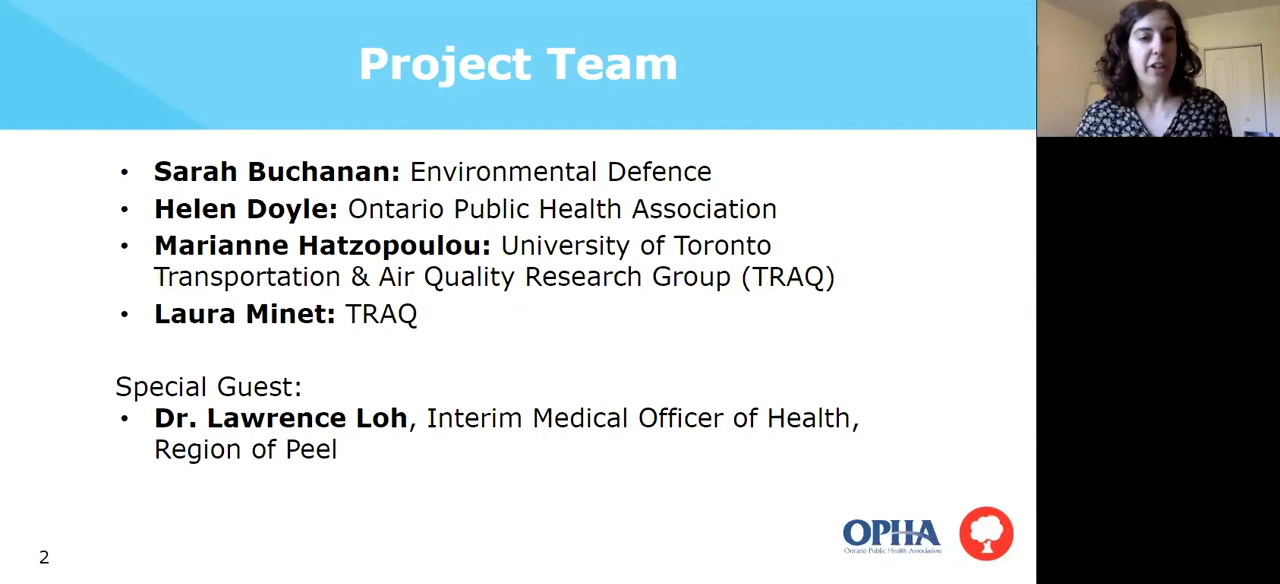 Project Team
• Sarah Buchanan: Environmental Defence
• Helen Doyle: Ontario Public Health Association
• Marianne Hatzopoulou: University of Toronto
Transportation & Air Quality Research Group (TRAQ)
• Laura Minet: TRAQ
Special Guest:
• Dr. Lawrence Loh, Interim Medical Officer of Health,
Region of Peel
OPHA
Ontario Public Health Association
2